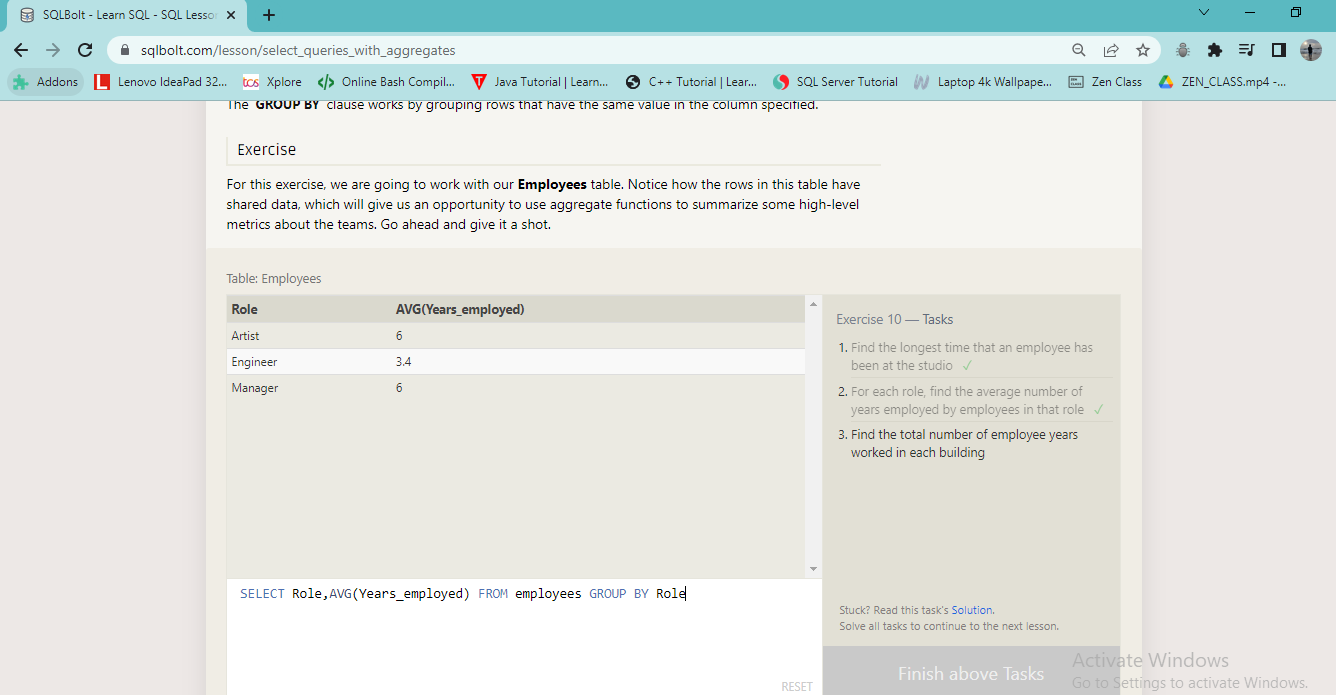 SQLBolt - Learn SQL - SQL Lesson
sqlbolt.com/lesson/select_queries_with_aggregates
Addons
Lenovo IdeaPad 32...
tcs Xplore
Online Bash Compil...
Java Tutorial | Learn...
C++ Tutorial | Lear...
SQL Server Tutorial
Laptop 4k Wallpape...
Zen Class
ZEN_CLASS.mp4 -...
The GROUP BY clause works by grouping rows that have the same value in the column specified.
Exercise
For this exercise, we are going to work with our Employees table. Notice how the rows in this table have
shared data, which will give us an opportunity to use aggregate functions to summarize some high-level
metrics about the teams. Go ahead and give it a shot.
Table: Employees
Role AVG(Years_employed)
Artist 6
Engineer 3.4
Manager 6
SELECT Role,AVG(Years_employed) FROM employees GROUP BY Role
RESET
Exercise 10 — Tasks
1. Find the longest time that an employee has
been at the studio ✓
2. For each role, find the average number of
years employed by employees in that role ✓
3. Find the total number of employee years
worked in each building
Stuck? Read this task's Solution.
Solve all tasks to continue to the next lesson.
Finish above Tasks
Activate Windows
Go to Settings to activate Windows.